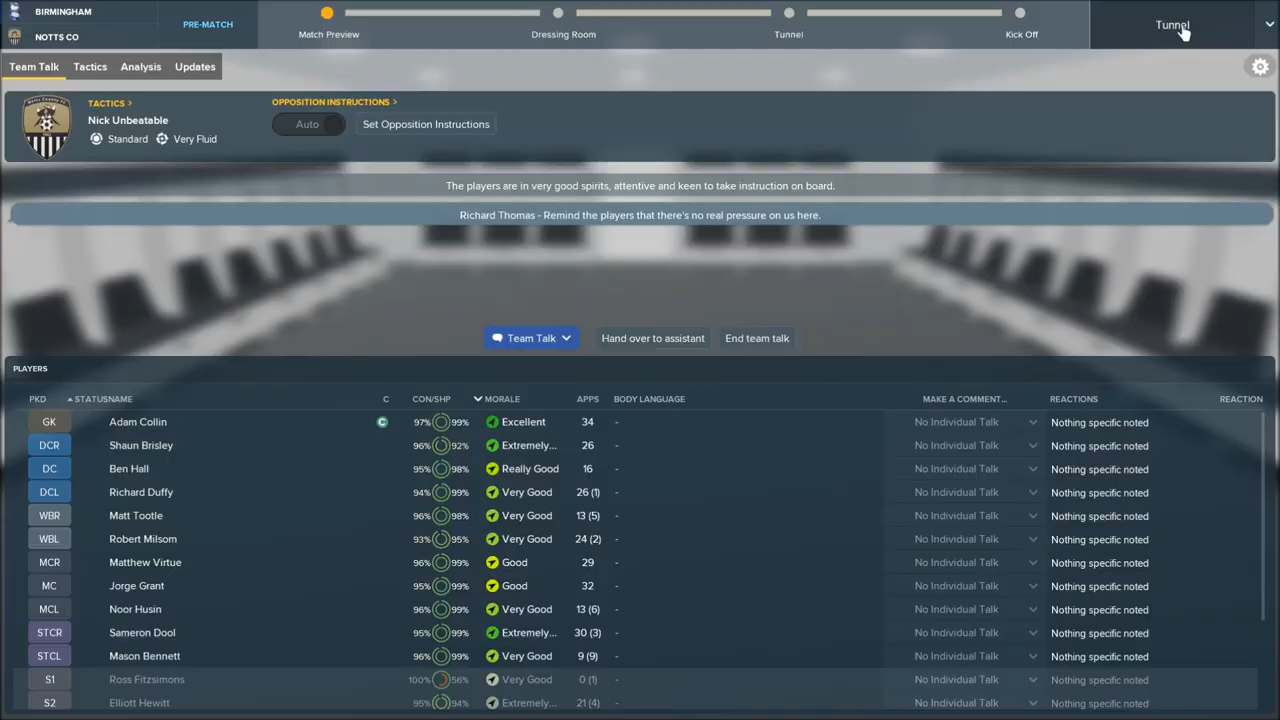 BIRMINGHAM
NOTTS CO
PRE-MATCH
Match Preview
Dressing Room
Tunnel
Kick Off
Tunnel
Team Talk Tactics Analysis Updates
TACTICS >
Nick Unbeatable
Standard Very Fluid
OPPOSITION INSTRUCTIONS >
Auto Set Opposition Instructions
The players are in very good spirits, attentive and keen to take instruction on board.
Richard Thomas - Remind the players that there's no real pressure on us here.
Team Talk Hand over to assistant End team talk
PLAYERS
PKD STATUS NAME C CON/SHP MORALE APPS BODY LANGUAGE MAKE A COMMENT... REACTIONS REACTION
GK Adam Collin C 97% 99% Excellent 34 - No Individual Talk Nothing specific noted
DCR Shaun Brisley 96% 92% Extremely... 26 - No Individual Talk Nothing specific noted
DC Ben Hall 95% 98% Really Good 16 - No Individual Talk Nothing specific noted
DCL Richard Duffy 94% 99% Very Good 26 (1) - No Individual Talk Nothing specific noted
WBR Matt Tootle 96% 98% Very Good 13 (5) - No Individual Talk Nothing specific noted
WBL Robert Milsom 93% 95% Very Good 24 (2) - No Individual Talk Nothing specific noted
MCR Matthew Virtue 96% 99% Good 29 - No Individual Talk Nothing specific noted
MC Jorge Grant 95% 99% Good 32 - No Individual Talk Nothing specific noted
MCL Noor Husin 96% 99% Very Good 13 (6) - No Individual Talk Nothing specific noted
STCR Sameron Dool 95% 99% Extremely... 30 (3) - No Individual Talk Nothing specific noted
STCL Mason Bennett 96% 99% Very Good 9 (9) - No Individual Talk Nothing specific noted
S1 Ross Fitzsimons 100% 56% Very Good 0 (1) - No Individual Talk Nothing specific noted
S2 Elliott Hewitt 95% 94% Extremely... 21 (4) - No Individual Talk Nothing specific noted